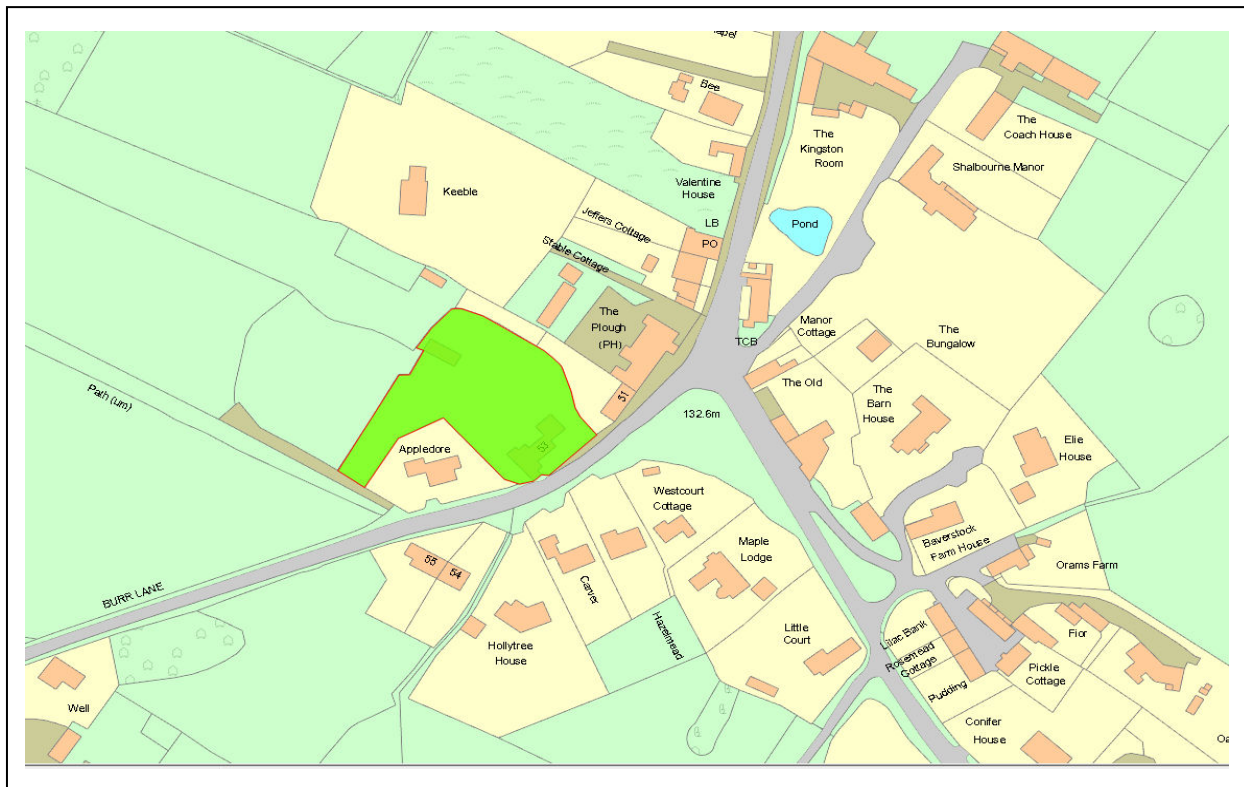 apel
Bee
The
Kingston
Room
The
Coach House
Shalbourne Manor
Keeble
Valentine
House
Jeffers Cottage
LB
PO
Pond
Stable Cottage
The
Plough
(PH)
TCB
Manor
Cottage
The
Bungalow
The Old
The
Barn
House
51
132.6m
Elie
House
Path (um)
Appledore
53
Westcourt
Cottage
Baverstock
Farm House
Maple
Lodge
Orams Farm
55
54
Carver
BURR LANE
Hazelmead
Little
Court
Hollytree
House
Lilac Bank
Rosemead
Cottage
Pudding
Fior
Pickle
Cottage
Well
Conifer
House
Oa